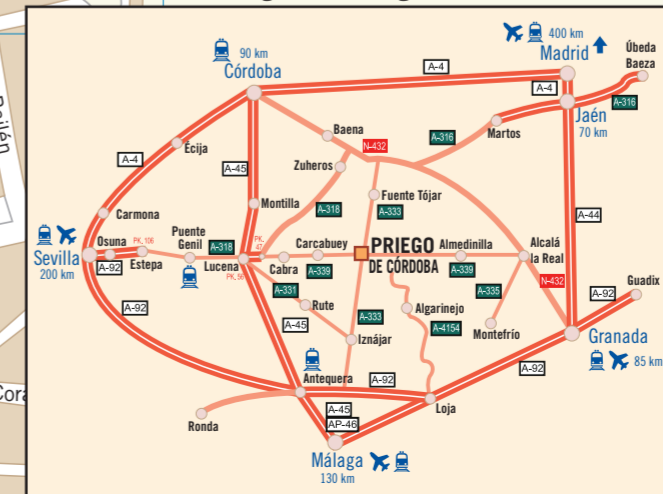 400 km
Madrid
Úbeda
Baeza
90 km
Córdoba
A-4
A-4
A-316
Jaén
70 km
Baena
A-316
Martos
N-432
Écija
A-4
A-45
Zuheros
Fuente Tójar
A-318
A-333
A-44
Montilla
Carmona
Osuna
PK. 106
Puente
Genil
A-318
PK.
47
Carcabuey
PRIEGO
DE CÓRDOBA
Almedinilla
Alcalá
la Real
Sevilla
200 km
A-92
Estepa
Lucena
Cabra
A-339
A-339
N-432
Guadix
A-331
Rute
A-335
A-92
A-92
A-45
A-333
Algarinejo
A-4154
Montefrío
Iznájar
Granada
85 km
Antequera
A-92
A-92
Loja
Ronda
A-45
AP-46
Málaga
130 km
Bailén